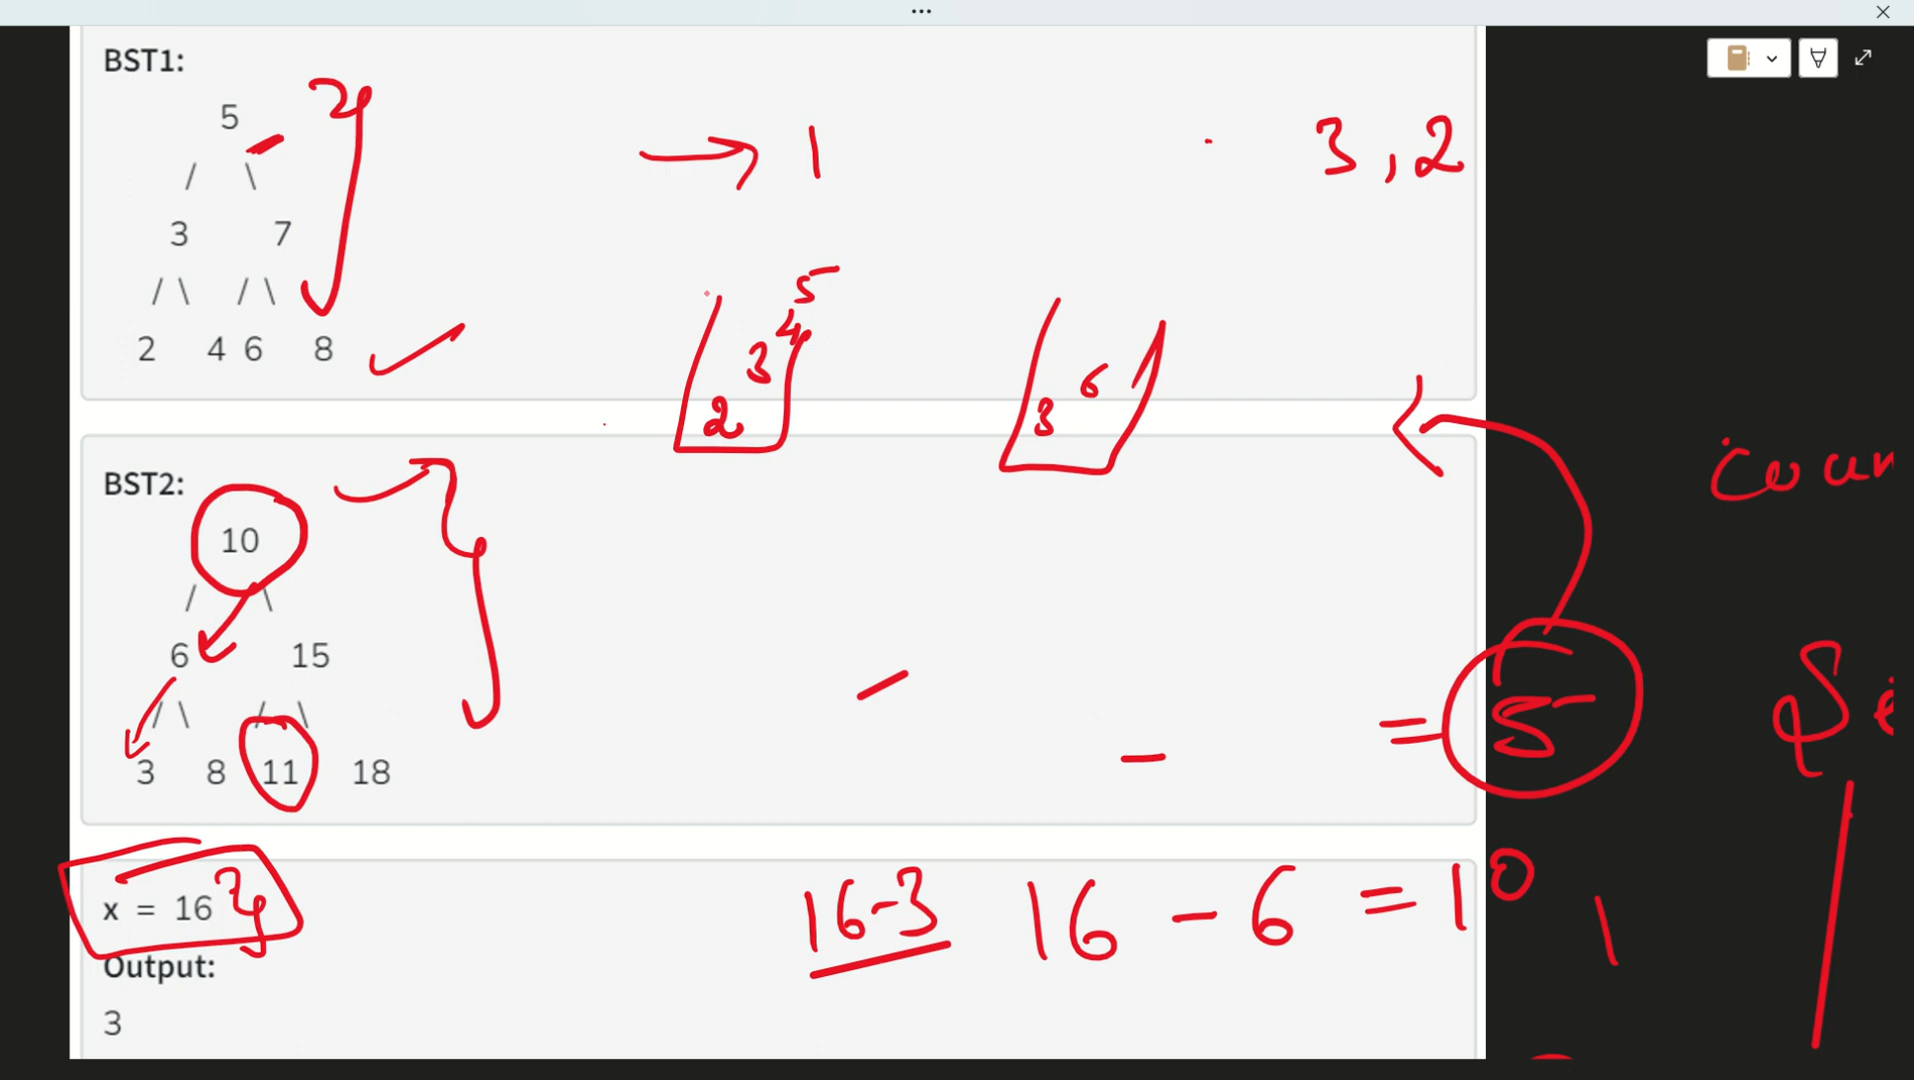 BST1:
5
/ \
3 7
/ \ / \
2 4 6 8
→ 1
3 , 2
5
4
3
2
6
3
BST2:
10
/ \
6 15
/ \ / \
3 8 11 18
= 5
x = 16
16-3 16 - 6 = 10
Output:
3